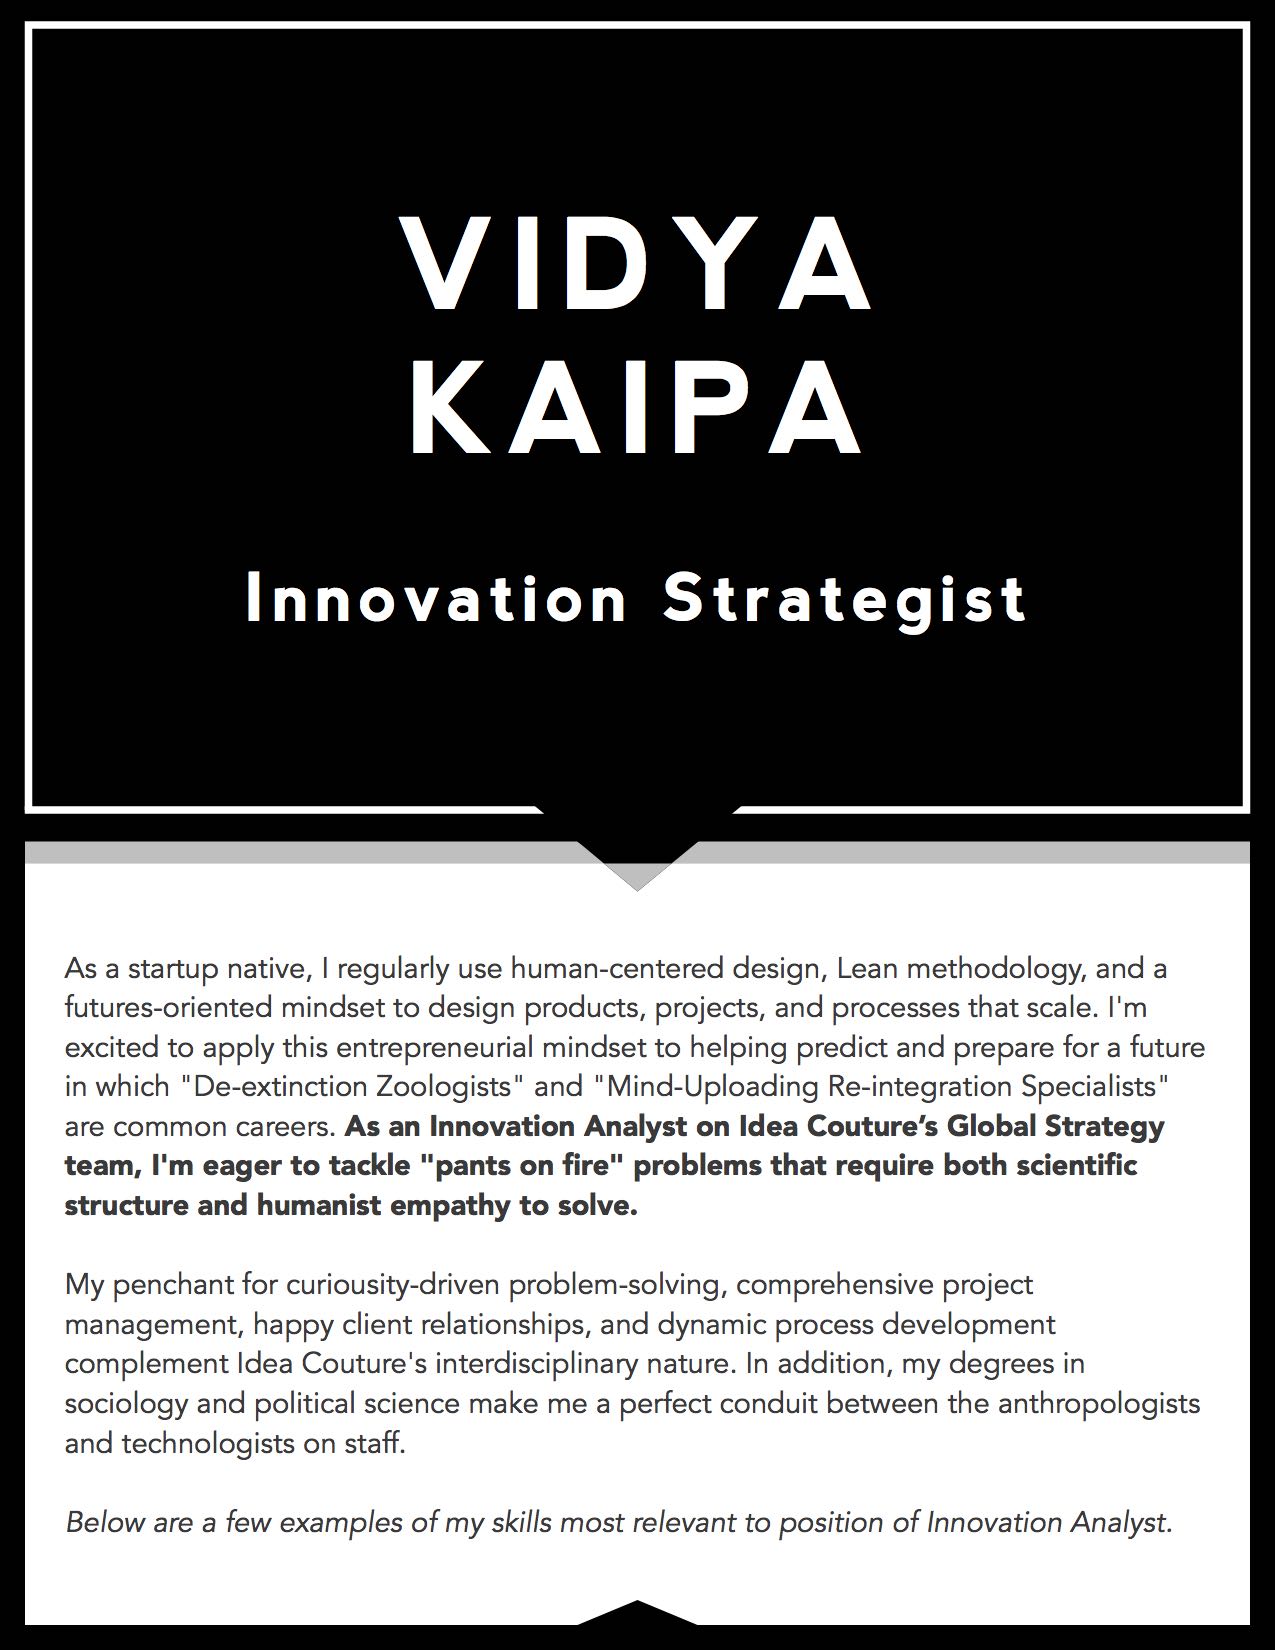 VIDYA
KAIPA
Innovation Strategist
As a startup native, I regularly use human-centered design, Lean methodology, and a
futures-oriented mindset to design products, projects, and processes that scale. I'm
excited to apply this entrepreneurial mindset to helping predict and prepare for a future
in which "De-extinction Zoologists" and "Mind-Uploading Re-integration Specialists"
are common careers. As an Innovation Analyst on Idea Couture’s Global Strategy
team, I'm eager to tackle "pants on fire" problems that require both scientific
structure and humanist empathy to solve.
My penchant for curiousity-driven problem-solving, comprehensive project
management, happy client relationships, and dynamic process development
complement Idea Couture's interdisciplinary nature. In addition, my degrees in
sociology and political science make me a perfect conduit between the anthropologists
and technologists on staff.
Below are a few examples of my skills most relevant to position of Innovation Analyst.